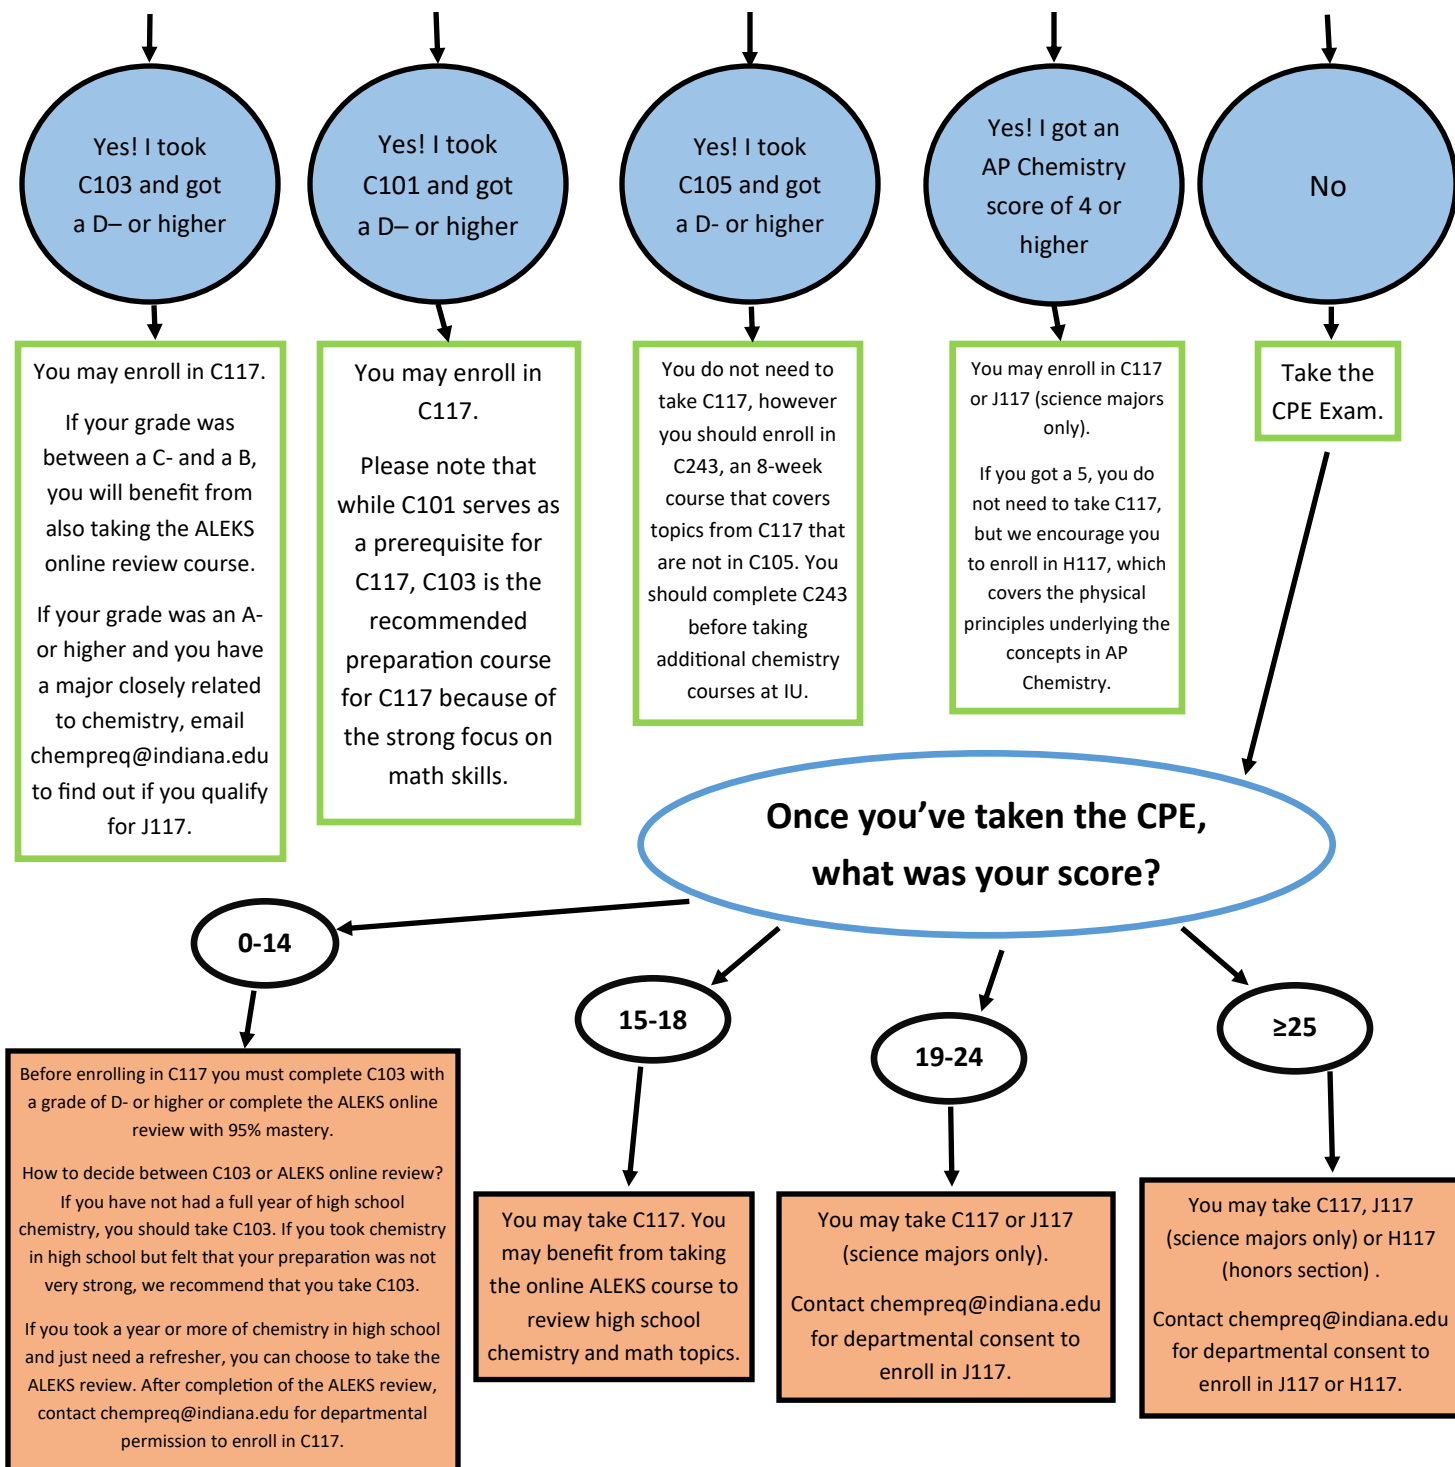 Yes! I took
C103 and got
a D– or higher
Yes! I took
C101 and got
a D– or higher
Yes! I took
C105 and got
a D- or higher
Yes! I got an
AP Chemistry
score of 4 or
higher
No
You may enroll in C117.
If your grade was
between a C- and a B,
you will benefit from
also taking the ALEKS
online review course.
If your grade was an A-
or higher and you have
a major closely related
to chemistry, email
chempreq@indiana.edu
to find out if you qualify
for J117.
You may enroll in
C117.
Please note that
while C101 serves as
a prerequisite for
C117, C103 is the
recommended
preparation course
for C117 because of
the strong focus on
math skills.
You do not need to
take C117, however
you should enroll in
C243, an 8-week
course that covers
topics from C117 that
are not in C105. You
should complete C243
before taking
additional chemistry
courses at IU.
You may enroll in C117
or J117 (science majors
only).
If you got a 5, you do
not need to take C117,
but we encourage you
to enroll in H117, which
covers the physical
principles underlying the
concepts in AP
Chemistry.
Take the
CPE Exam.
Once you’ve taken the CPE,
what was your score?
0-14
15-18
19-24
≥25
Before enrolling in C117 you must complete C103 with
a grade of D- or higher or complete the ALEKS online
review with 95% mastery.
How to decide between C103 or ALEKS online review?
If you have not had a full year of high school
chemistry, you should take C103. If you took chemistry
in high school but felt that your preparation was not
very strong, we recommend that you take C103.
If you took a year or more of chemistry in high school
and just need a refresher, you can choose to take the
ALEKS review. After completion of the ALEKS review,
contact chempreq@indiana.edu for departmental
permission to enroll in C117.
You may take C117. You
may benefit from taking
the online ALEKS course to
review high school
chemistry and math topics.
You may take C117 or J117
(science majors only).
Contact chempreq@indiana.edu
for departmental consent to
enroll in J117.
You may take C117, J117
(science majors only) or H117
(honors section) .
Contact chempreq@indiana.edu
for departmental consent to
enroll in J117 or H117.